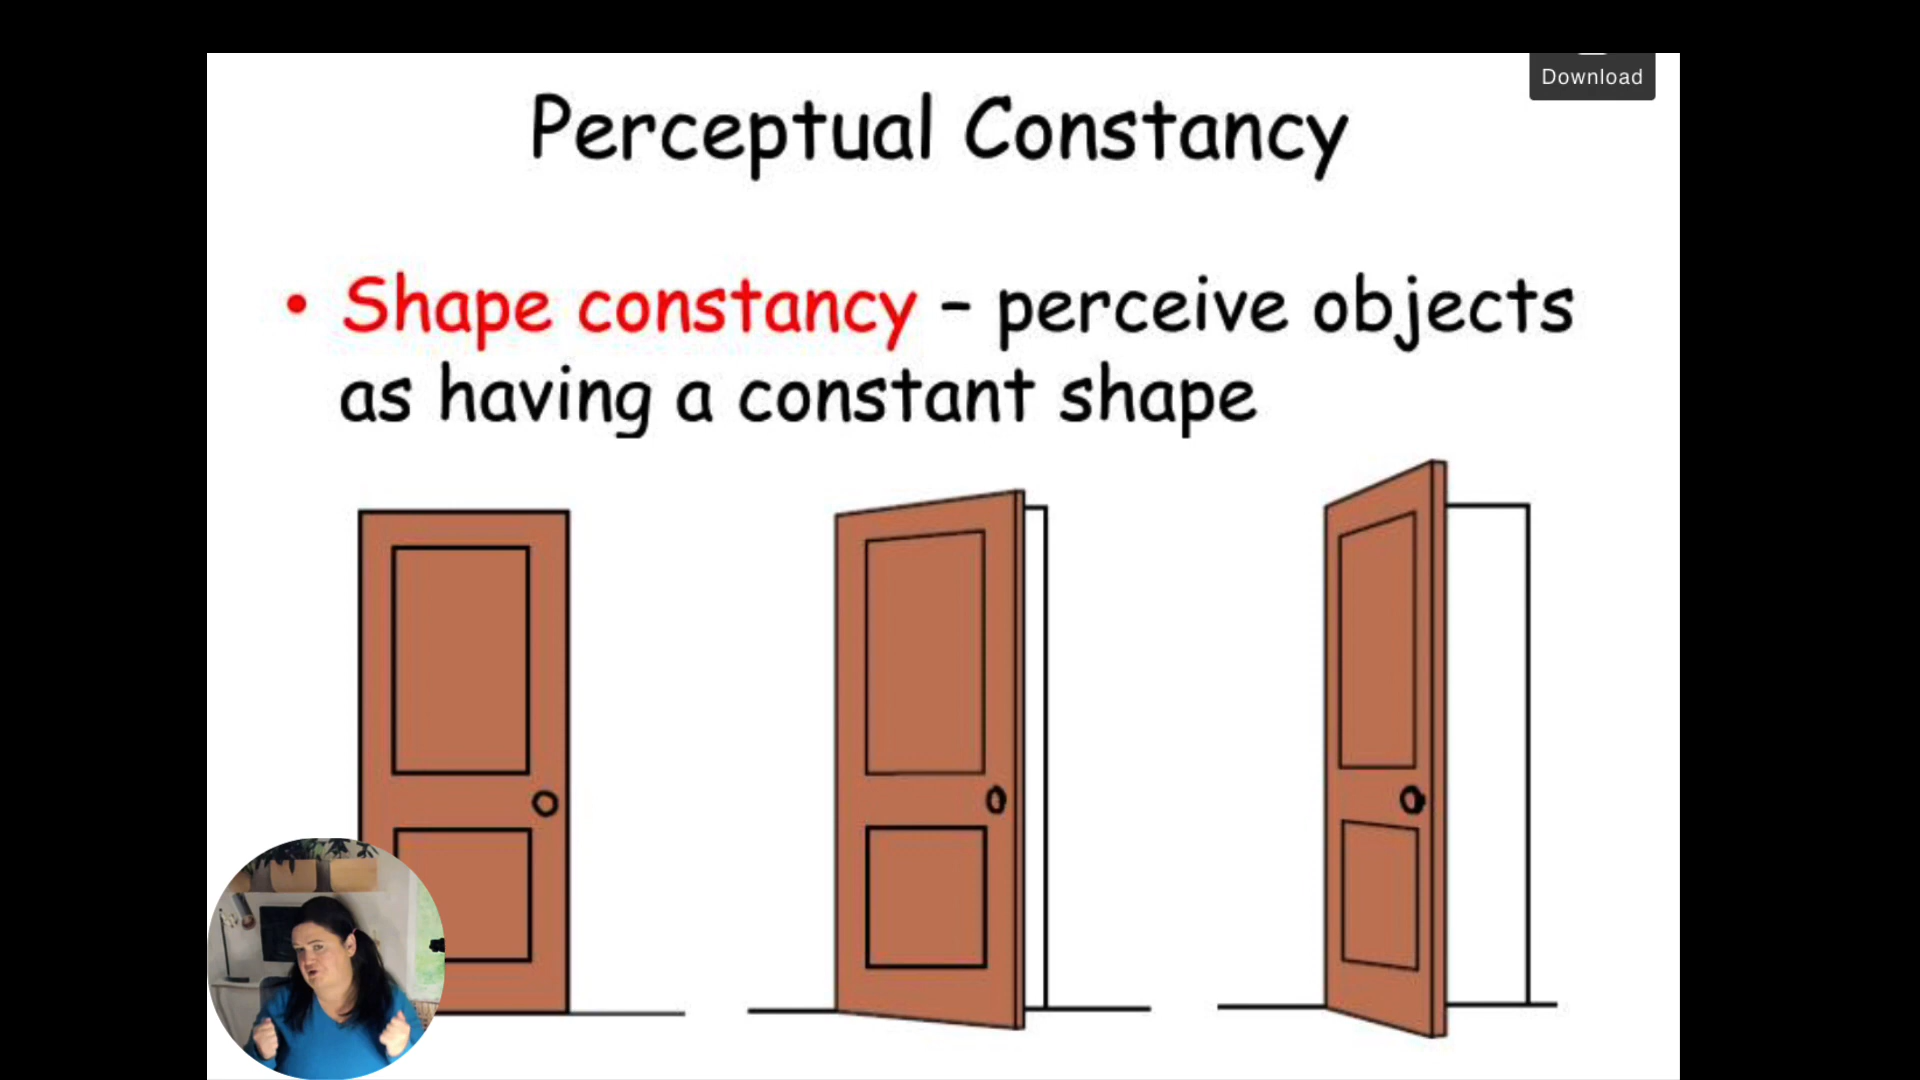 Download
Perceptual Constancy
• Shape constancy – perceive objects
as having a constant shape